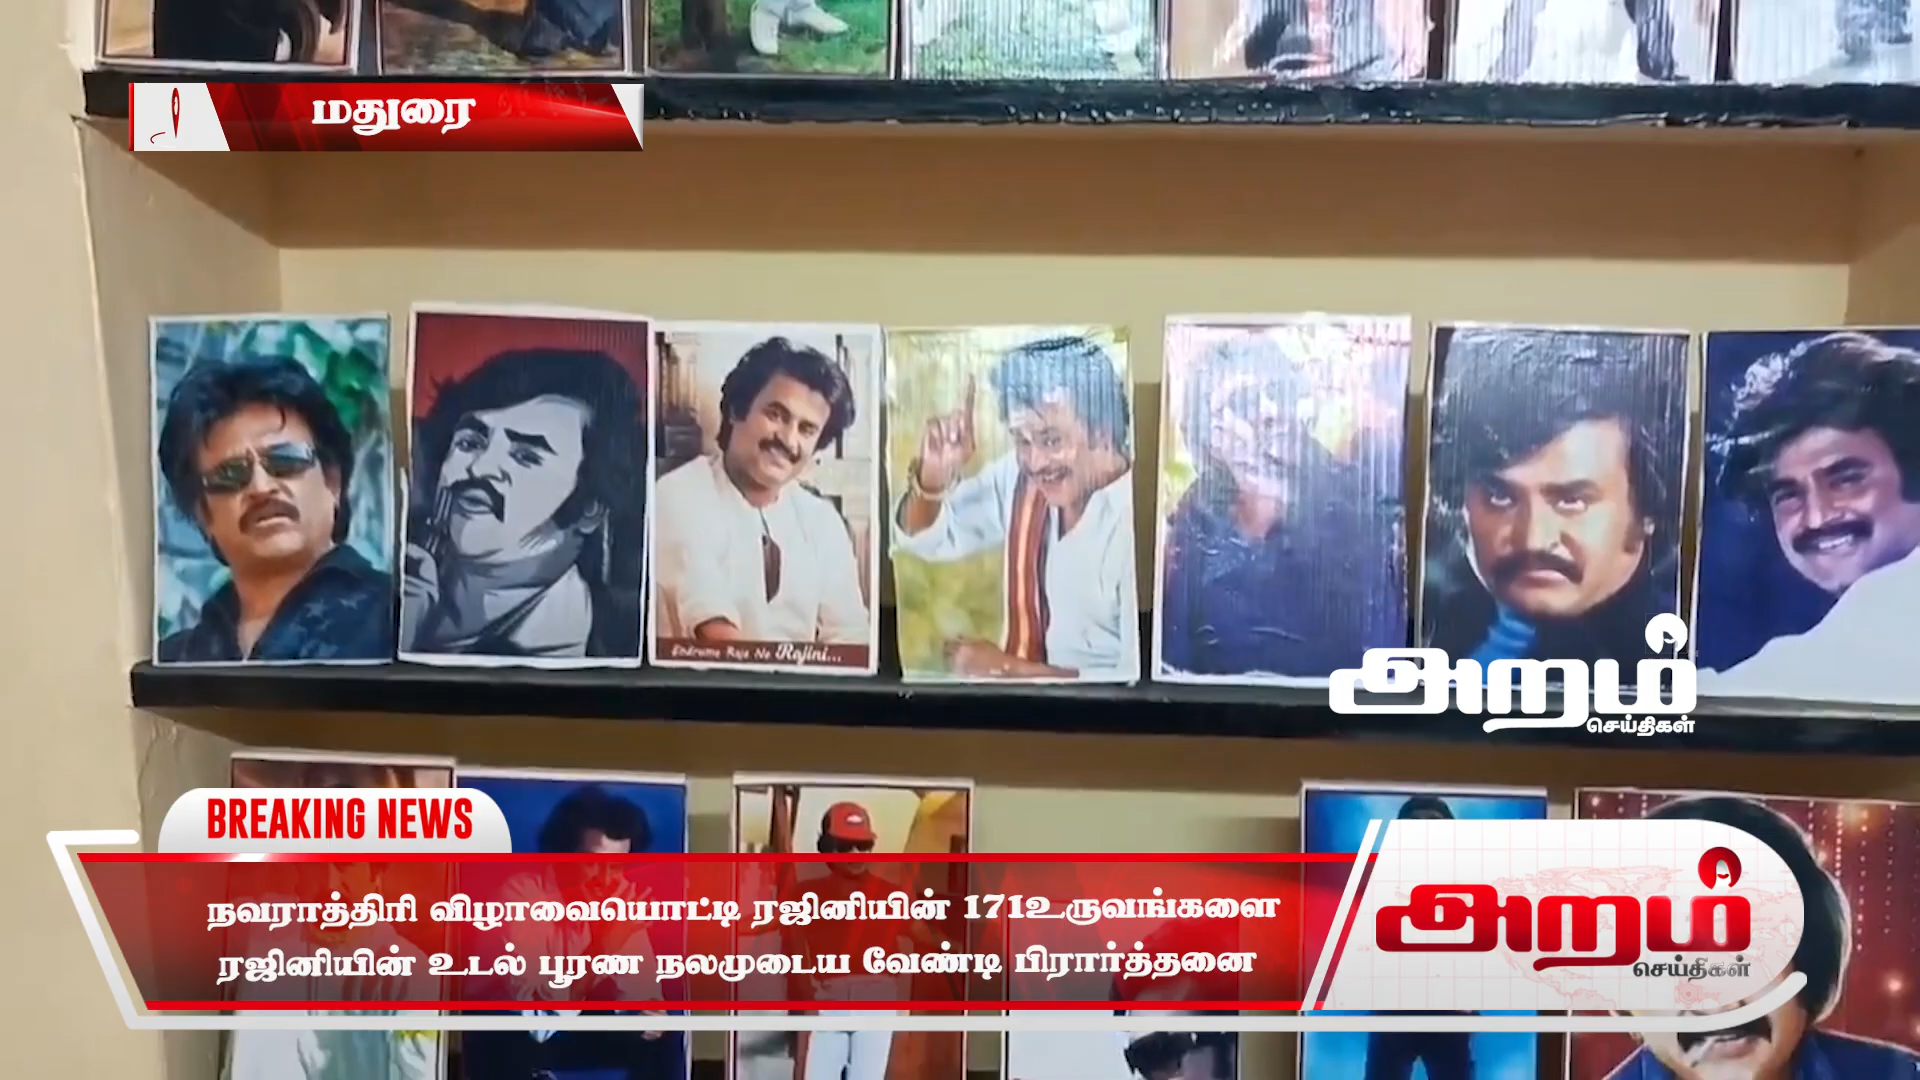 மதுரை
Endrume Raja Nee Rajini...
அறம்
செய்திகள்
BREAKING NEWS
நவராத்திரி விழாவையொட்டி ரஜினியின் 171உருவங்களை
ரஜினியின் உடல் பூரண நலமுடைய வேண்டி பிரார்த்தனை
அறம்
செய்திகள்